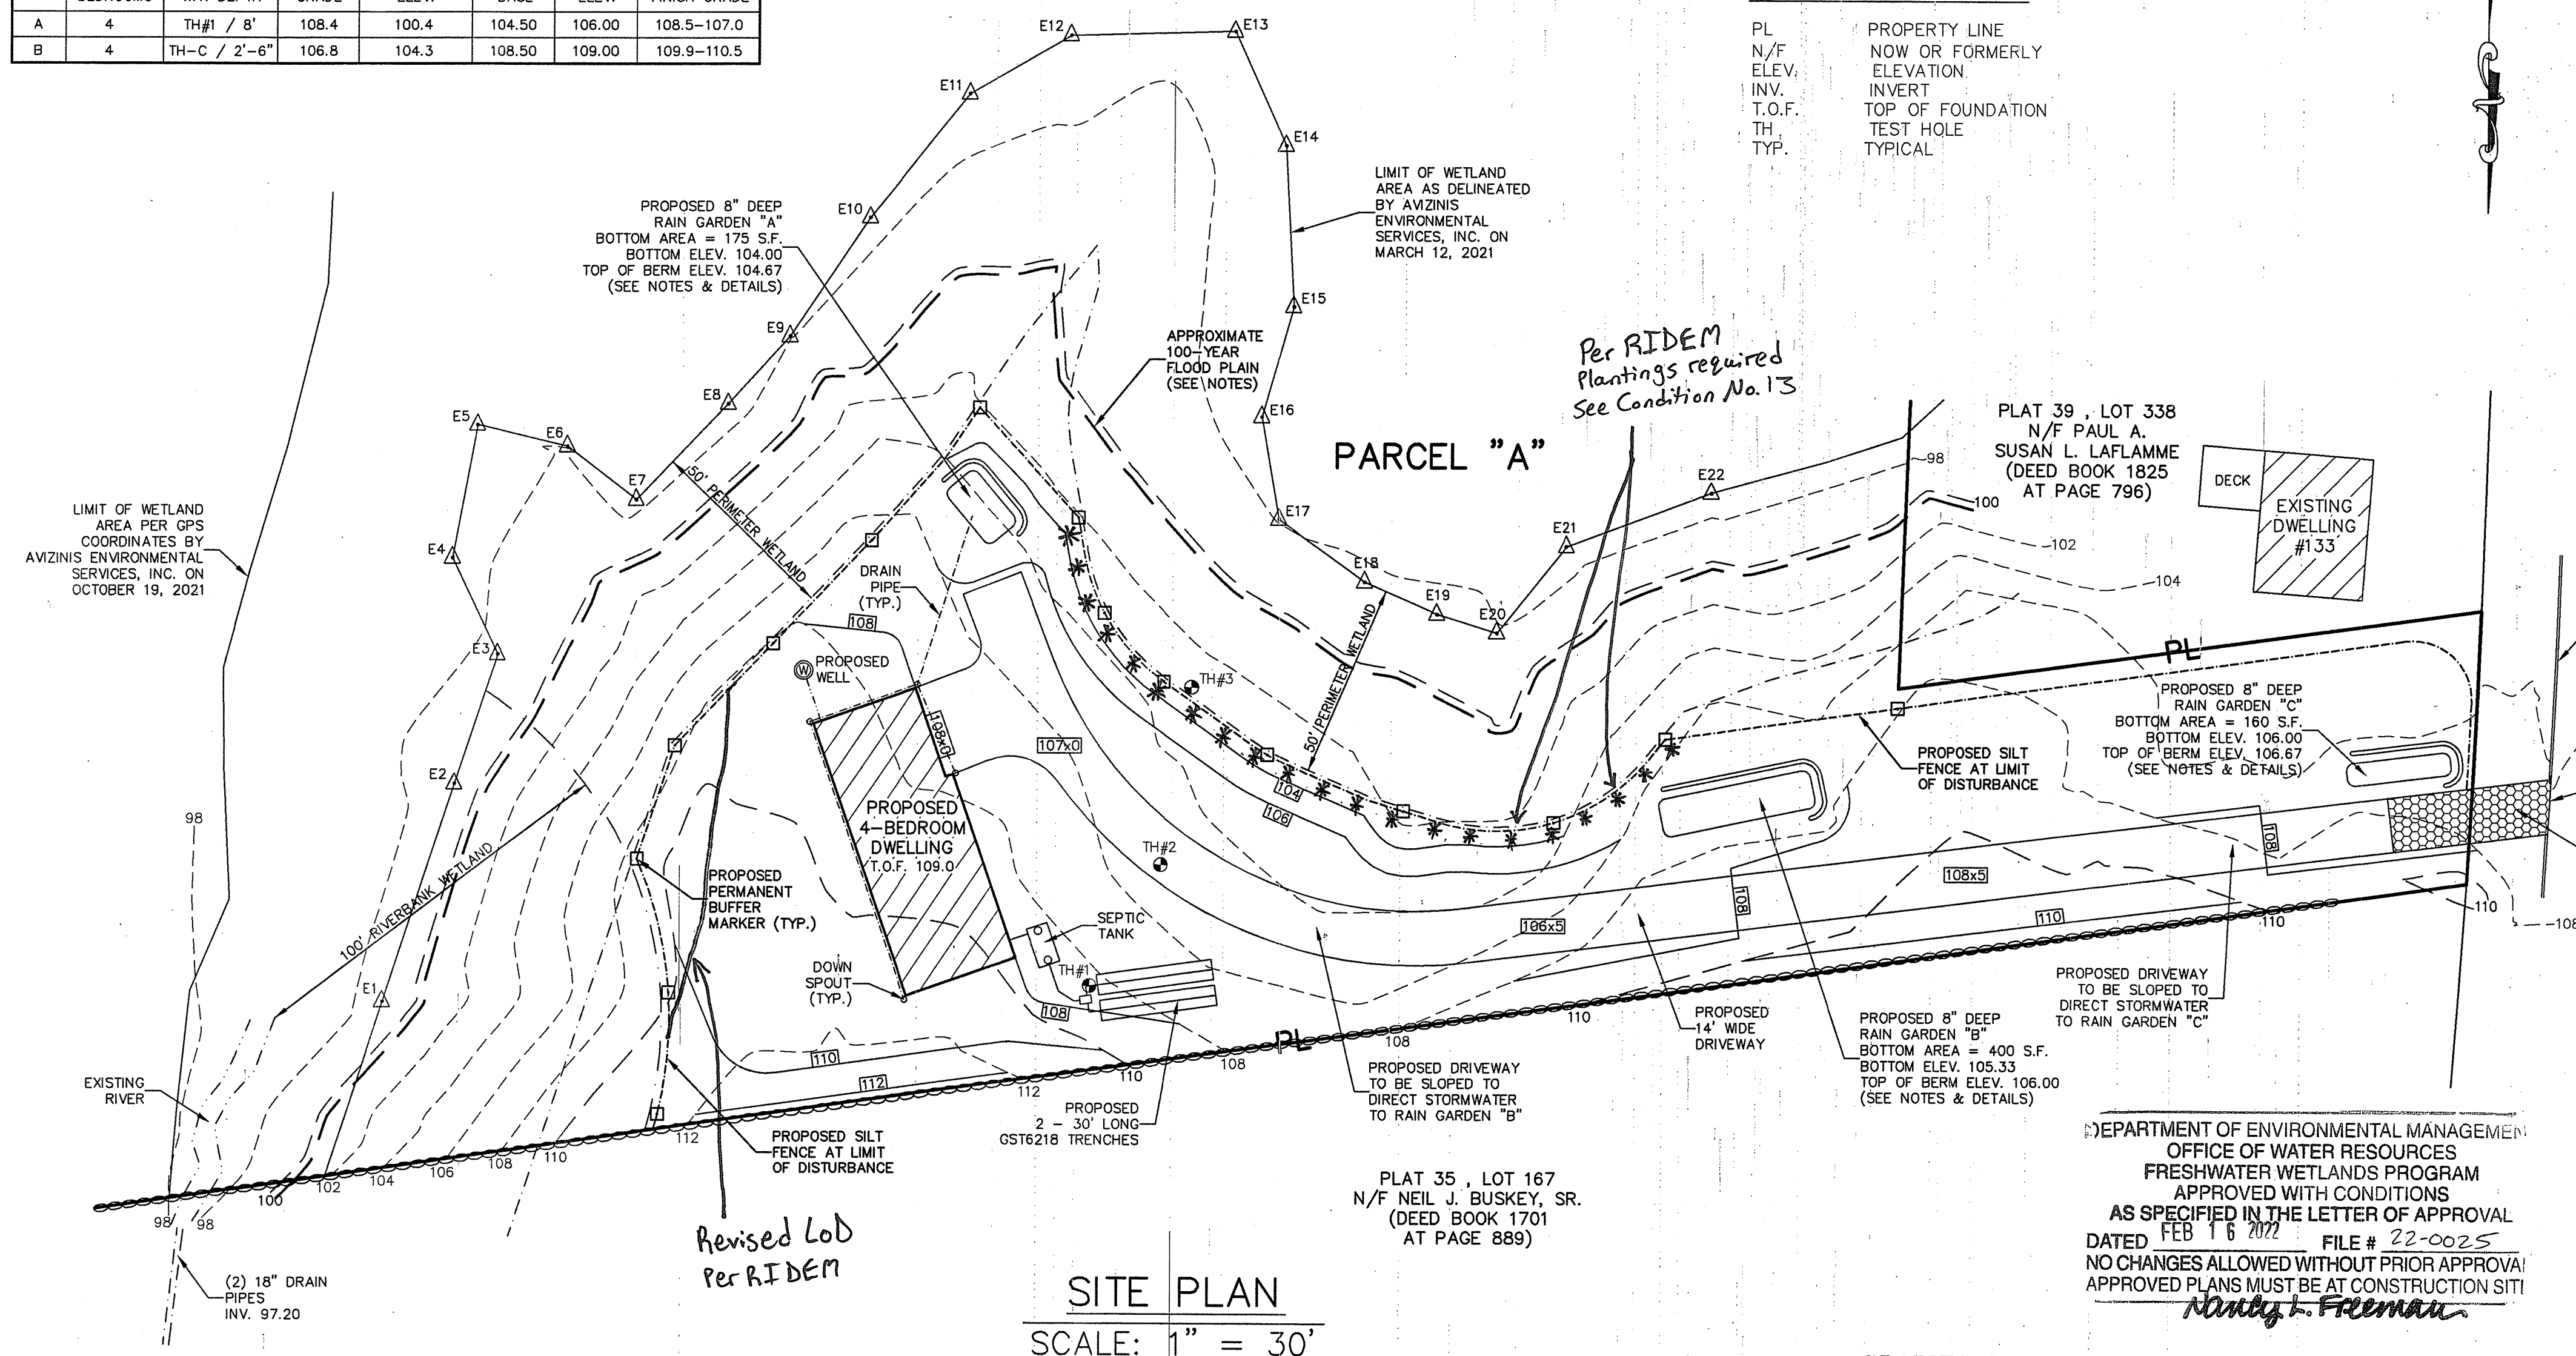 A 4 TH#1 / 8' 108.4 100.4 104.50 106.00 108.5-107.0
B 4 TH-C / 2'-6" 106.8 104.3 108.50 109.00 109.9-110.5
PL PROPERTY LINE
N/F NOW OR FORMERLY
ELEV. ELEVATION
INV. INVERT
T.O.F. TOP OF FOUNDATION
TH TEST HOLE
TYP. TYPICAL
E12
E13
E11
E14
E10
E15
E9
E8
E16
E5
E6
E7
E17
E4
E18
E19
E20
E21
E22
E3
E2
E1
LIMIT OF WETLAND
AREA AS DELINEATED
BY AVIZINIS
ENVIRONMENTAL
SERVICES, INC. ON
MARCH 12, 2021
PROPOSED 8" DEEP
RAIN GARDEN "A"
BOTTOM AREA = 175 S.F.
BOTTOM ELEV. 104.00
TOP OF BERM ELEV. 104.67
(SEE NOTES & DETAILS)
APPROXIMATE
100-YEAR
FLOOD PLAIN
(SEE NOTES)
Per RIDEM
Plantings required
See Condition No. 13
PARCEL "A"
PLAT 39 , LOT 338
N/F PAUL A.
SUSAN L. LAFLAMME
(DEED BOOK 1825
AT PAGE 796)
DECK
EXISTING
DWELLING
#133
98
100
102
104
LIMIT OF WETLAND
AREA PER GPS
COORDINATES BY
AVIZINIS ENVIRONMENTAL
SERVICES, INC. ON
OCTOBER 19, 2021
50' PERIMETER WETLAND
DRAIN
PIPE
(TYP.)
108
PROPOSED
WELL
108x0
107x0
TH#3
50' PERIMETER WETLAND
104
106
PL
PROPOSED 8" DEEP
RAIN GARDEN "C"
BOTTOM AREA = 160 S.F.
BOTTOM ELEV. 106.00
TOP OF BERM ELEV. 106.67
(SEE NOTES & DETAILS)
PROPOSED SILT
FENCE AT LIMIT
OF DISTURBANCE
98
100' RIVERBANK WETLAND
PROPOSED
4-BEDROOM
DWELLING
T.O.F. 109.0
PROPOSED
PERMANENT
BUFFER
MARKER (TYP.)
TH#2
SEPTIC
TANK
TH#1
DOWN
SPOUT
(TYP.)
108
106x5
108
108x5
108
110
110
110
108
PROPOSED DRIVEWAY
TO BE SLOPED TO
DIRECT STORMWATER
TO RAIN GARDEN "C"
PROPOSED
14' WIDE
DRIVEWAY
PROPOSED 8" DEEP
RAIN GARDEN "B"
BOTTOM AREA = 400 S.F.
BOTTOM ELEV. 105.33
TOP OF BERM ELEV. 106.00
(SEE NOTES & DETAILS)
PROPOSED DRIVEWAY
TO BE SLOPED TO
DIRECT STORMWATER
TO RAIN GARDEN "B"
110
108
PL
108
110
112
110
112
PROPOSED
2 - 30' LONG
GST6218 TRENCHES
EXISTING
RIVER
PROPOSED SILT
FENCE AT LIMIT
OF DISTURBANCE
112
110
108
106
104
102
100
98
98
(2) 18" DRAIN
PIPES
INV. 97.20
Revised LoD
Per RIDEM
PLAT 35 , LOT 167
N/F NEIL J. BUSKEY, SR.
(DEED BOOK 1701
AT PAGE 889)
SITE PLAN
SCALE: 1" = 30'
DEPARTMENT OF ENVIRONMENTAL MANAGEMEN
OFFICE OF WATER RESOURCES
FRESHWATER WETLANDS PROGRAM
APPROVED WITH CONDITIONS
AS SPECIFIED IN THE LETTER OF APPROVAL
DATED FEB 16 2022 FILE # 22-0025
NO CHANGES ALLOWED WITHOUT PRIOR APPROVAL
APPROVED PLANS MUST BE AT CONSTRUCTION SITE
Nancy L. Freeman